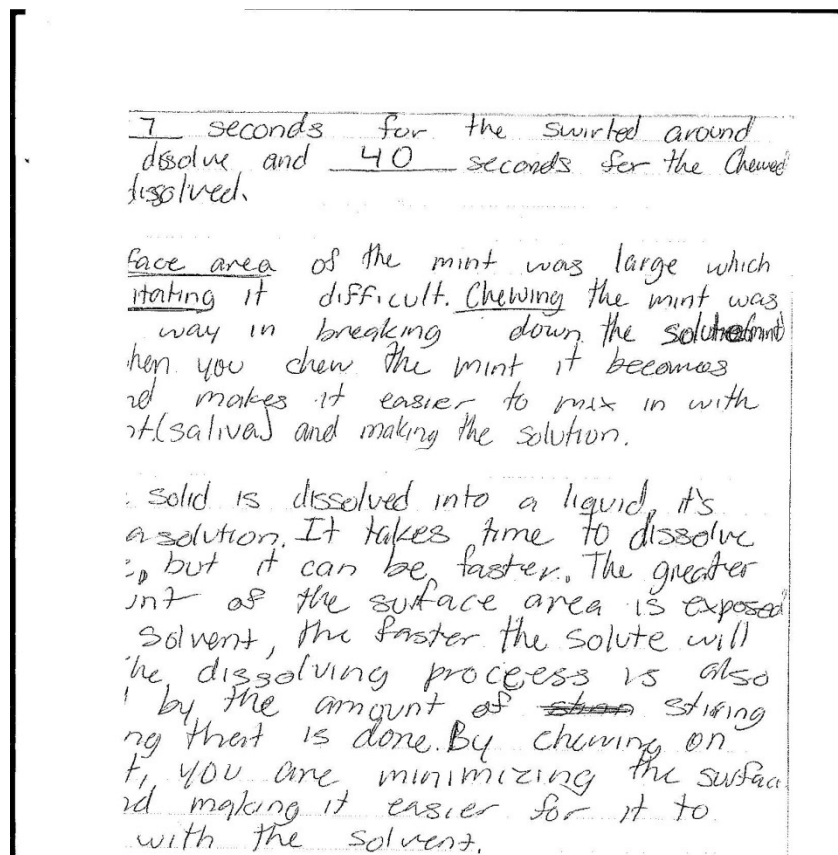 7 seconds for the swirled around
dissolve and 40 seconds for the Chewed
dissolved.
face area of the mint was large which
itating it difficult. Chewing the mint was
way in breaking down the solute mint
hen you chew the mint it becomes
nd makes it easier to mix in with
nt (saliva) and making the solution.
solid is dissolved into a liquid, it's
a solution. It takes time to dissolve
, but it can be faster. The greater
unt of the surface area is exposed
solvent, the faster the solute will
he dissolving proceess is also
by the amount of stiring
ng that is done. By chewing on
t, you are minimizing the surfac
nd making it easier for it to
with the solvent.